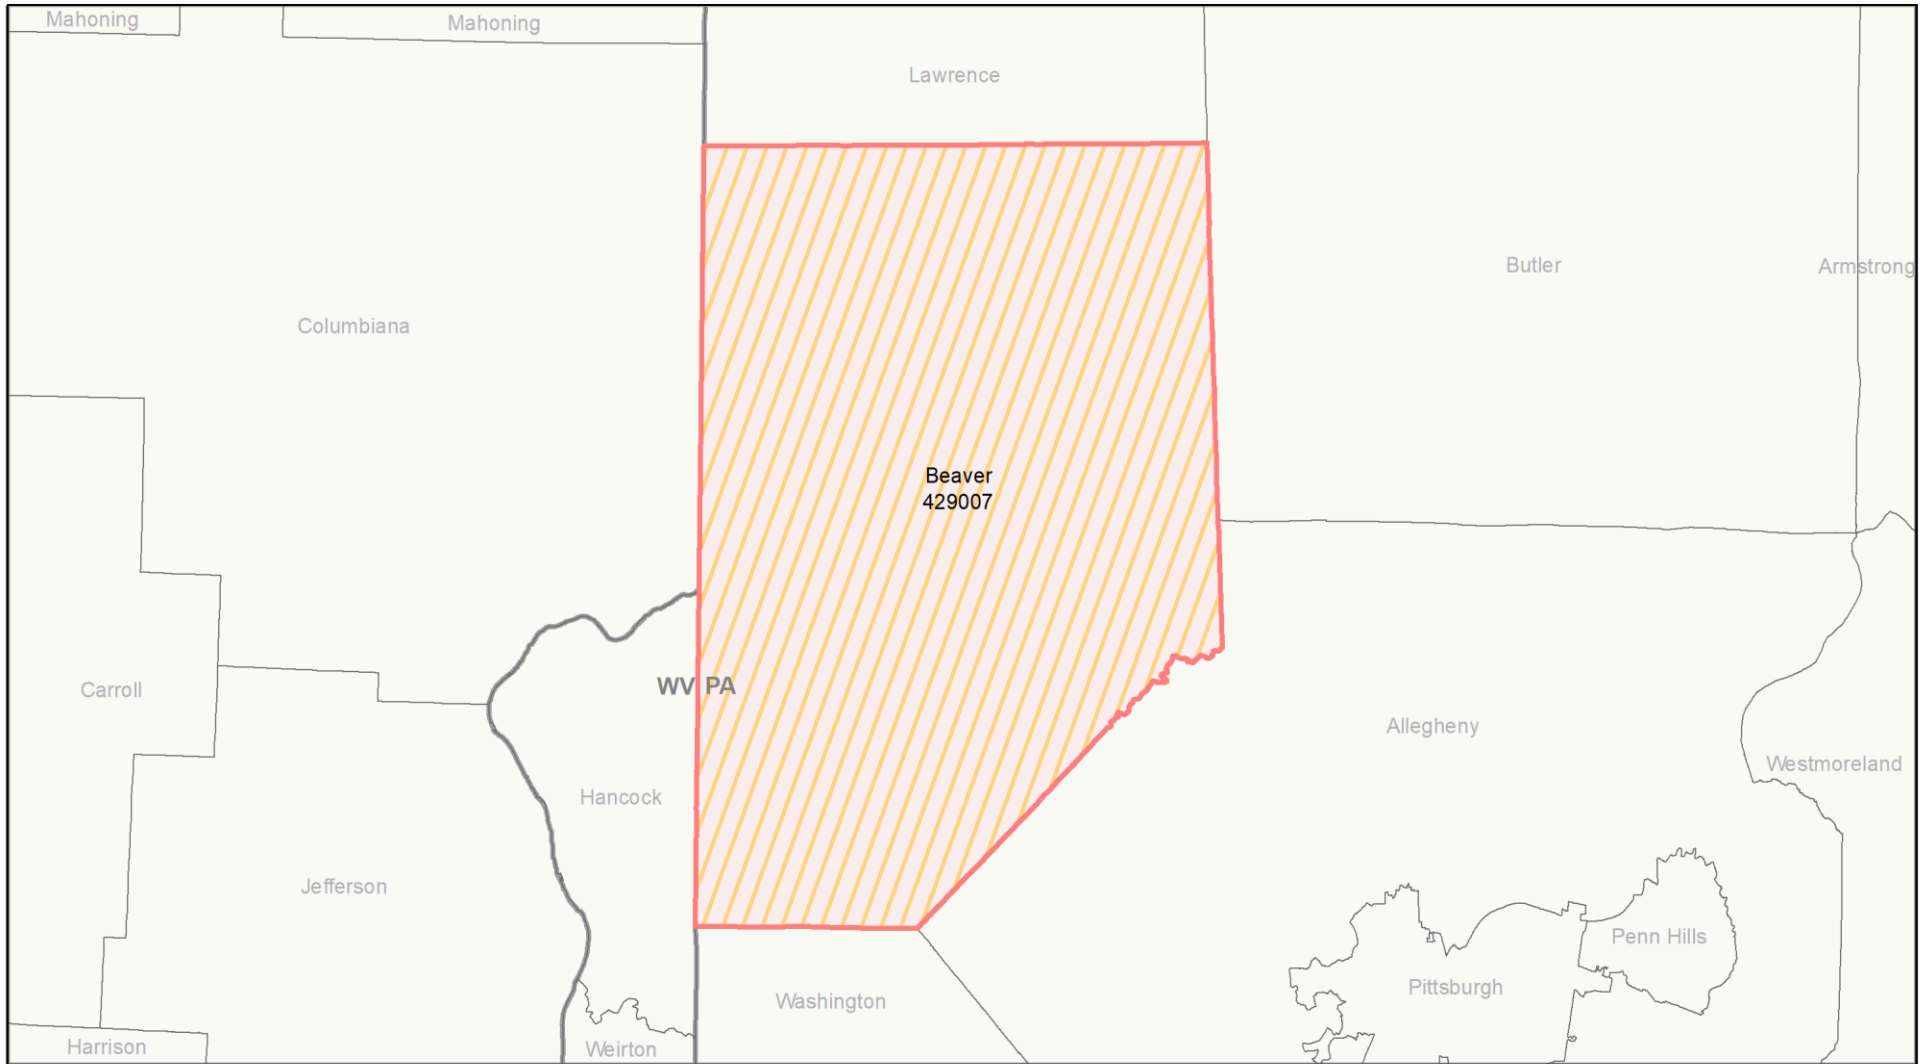 Mahoning
Mahoning
Lawrence
Butler
Armstrong
Columbiana
Beaver
429007
Carroll
WV PA
Allegheny
Westmoreland
Hancock
Jefferson
Penn Hills
Pittsburgh
Washington
Harrison
Weirton